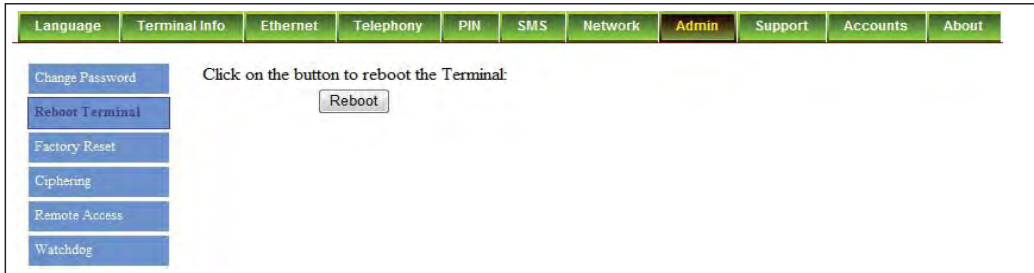 Language Terminal Info Ethernet Telephony PIN SMS Network Admin Support Accounts About
Change Password
Reboot Terminal
Factory Reset
Ciphering
Remote Access
Watchdog
Click on the button to reboot the Terminal:
Reboot